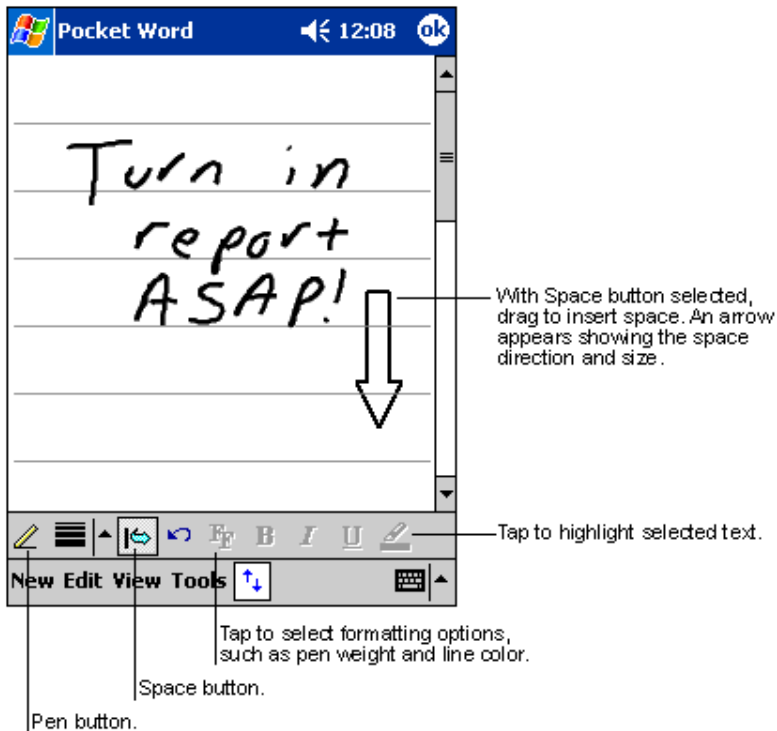 Pocket Word 12:08 ok
Turn in
report
ASAP!
With Space button selected,
drag to insert space. An arrow
appears showing the space
direction and size.
B I U
Tap to highlight selected text.
New Edit View Tools
Tap to select formatting options,
such as pen weight and line color.
Space button.
Pen button.